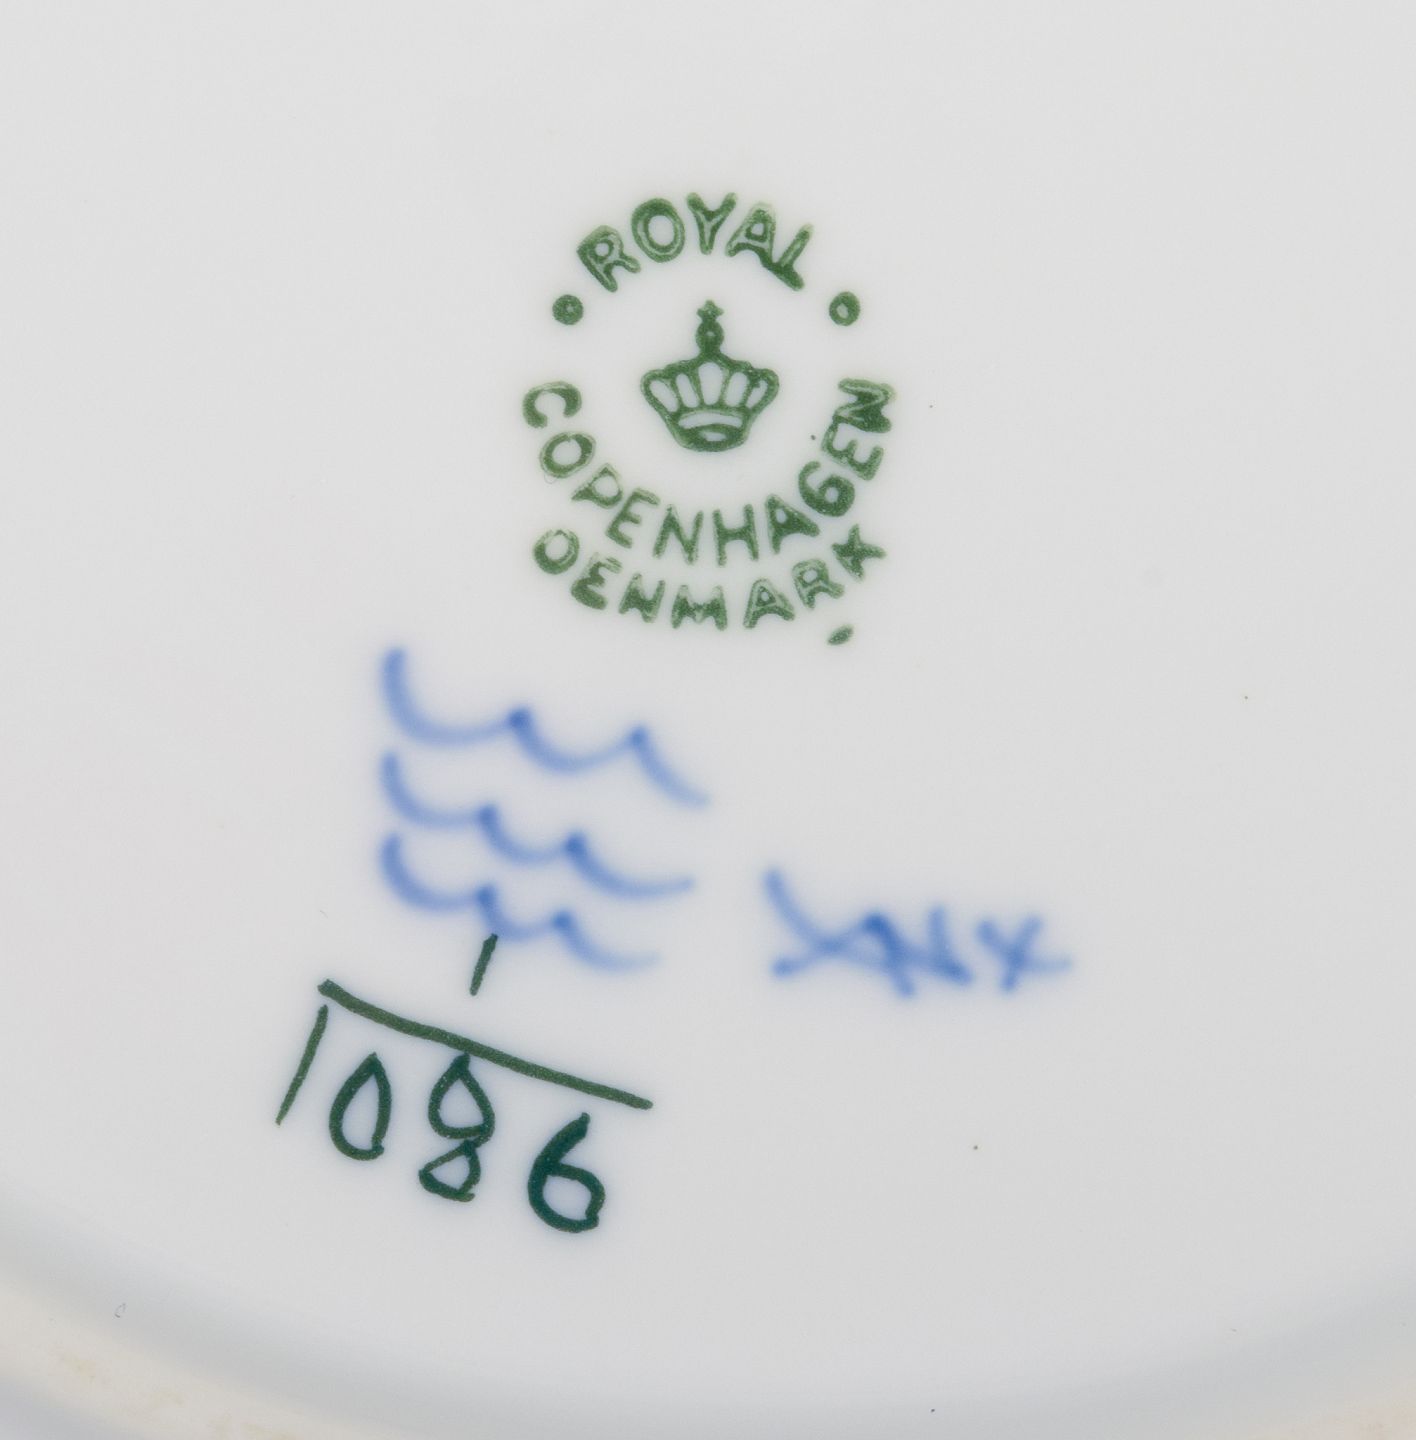 ROYAL
COPENHAGEN
DENMARK
1
1086